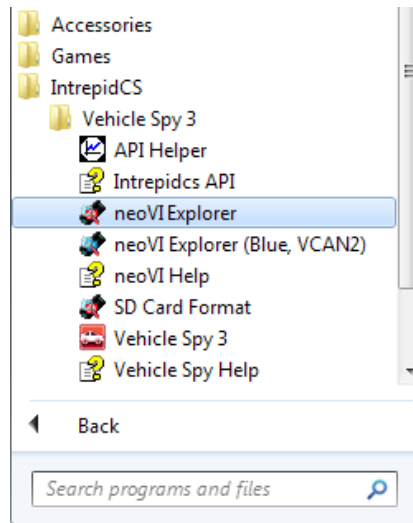 Accessories
Games
IntrepidCS
Vehicle Spy 3
API Helper
Intrepidcs API
neoVI Explorer
neoVI Explorer (Blue, VCAN2)
neoVI Help
SD Card Format
Vehicle Spy 3
Vehicle Spy Help
Back
Search programs and files